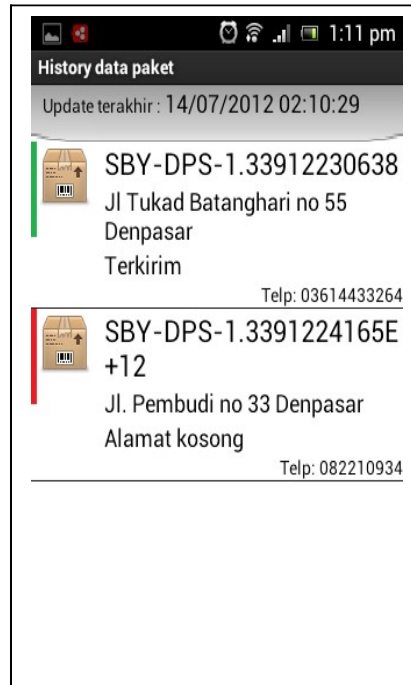 1:11 pm
History data paket
Update terakhir : 14/07/2012 02:10:29
SBY-DPS-1.33912230638
Jl Tukad Batanghari no 55
Denpasar
Terkirim
Telp: 03614433264
SBY-DPS-1.3391224165E
+12
Jl. Pembudi no 33 Denpasar
Alamat kosong
Telp: 082210934